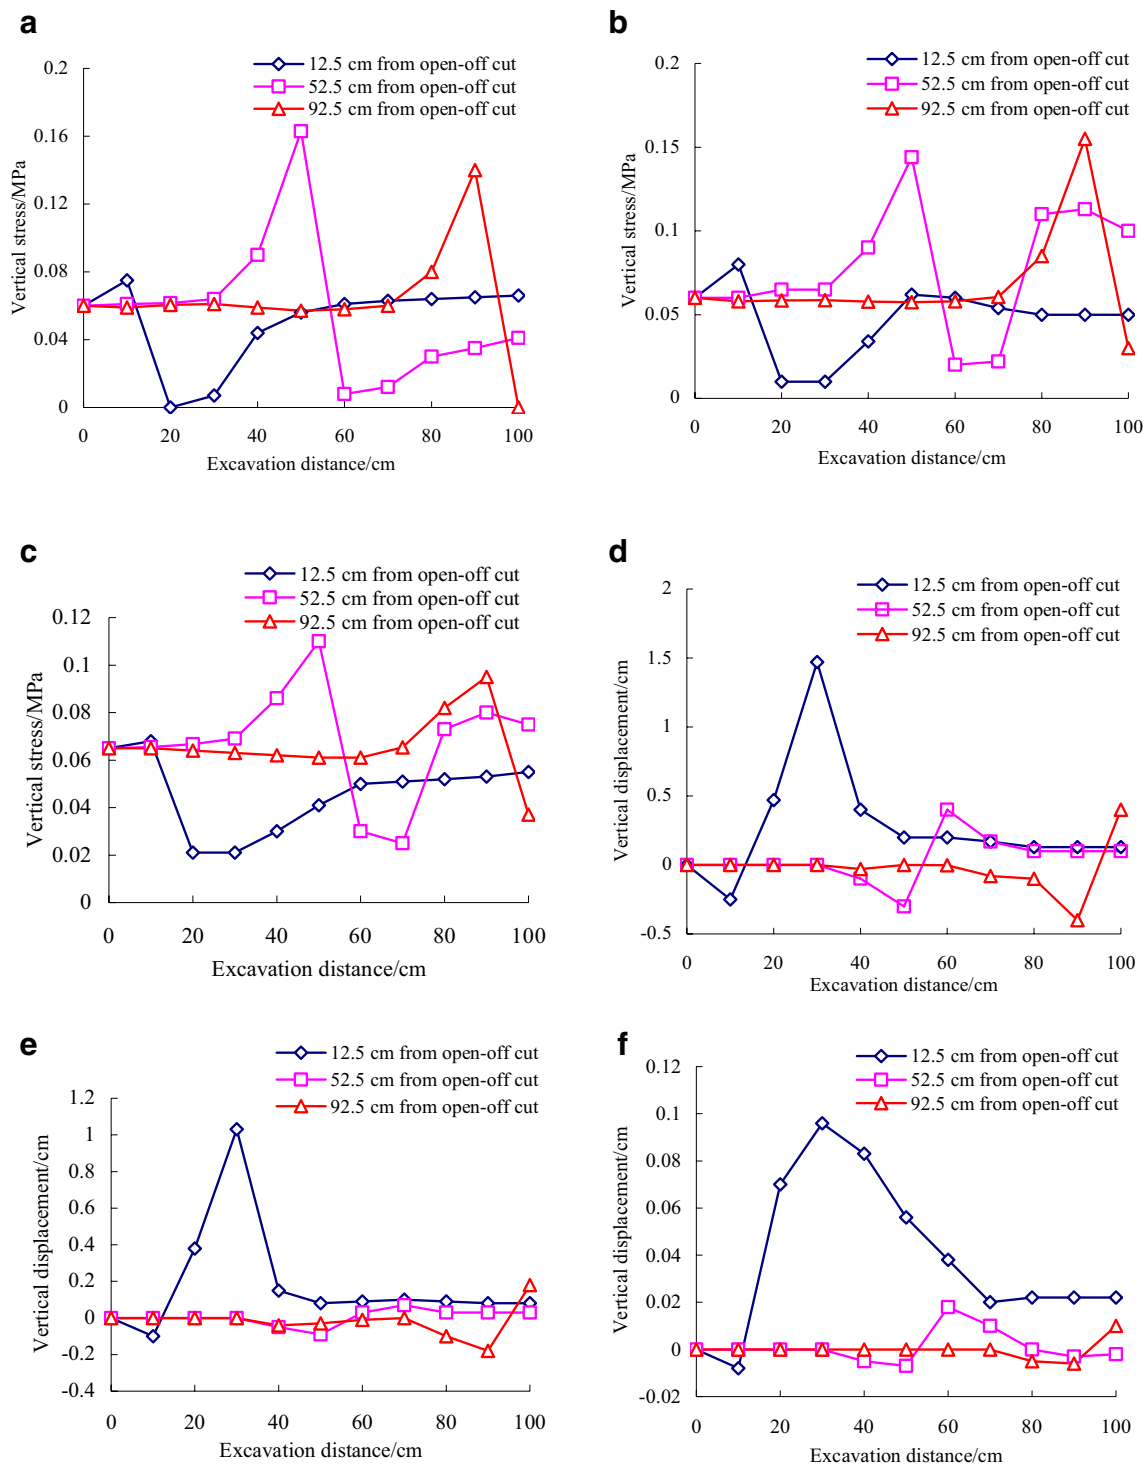 a
12.5 cm from open-off cut
52.5 cm from open-off cut
92.5 cm from open-off cut
Vertical stress/MPa
0.2
0.16
0.12
0.08
0.04
0
0 20 40 60 80 100
Excavation distance/cm
b
12.5 cm from open-off cut
52.5 cm from open-off cut
92.5 cm from open-off cut
Vertical stress/MPa
0.2
0.15
0.1
0.05
0
0 20 40 60 80 100
Excavation distance/cm
c
12.5 cm from open-off cut
52.5 cm from open-off cut
92.5 cm from open-off cut
Vertical stress/MPa
0.12
0.1
0.08
0.06
0.04
0.02
0
0 20 40 60 80 100
Excavation distance/cm
d
12.5 cm from open-off cut
52.5 cm from open-off cut
92.5 cm from open-off cut
Vertical displacement/cm
2
1.5
1
0.5
0
-0.5
0 20 40 60 80 100
Excavation distance/cm
e
12.5 cm from open-off cut
52.5 cm from open-off cut
92.5 cm from open-off cut
Vertical displacement/cm
1.2
1
0.8
0.6
0.4
0.2
0
-0.2
-0.4
0 20 40 60 80 100
Excavation distance/cm
f
12.5 cm from open-off cut
52.5 cm from open-off cut
92.5 cm from open-off cut
Vertical displacement/cm
0.12
0.1
0.08
0.06
0.04
0.02
0
-0.02
0 20 40 60 80 100
Excavation distance/cm